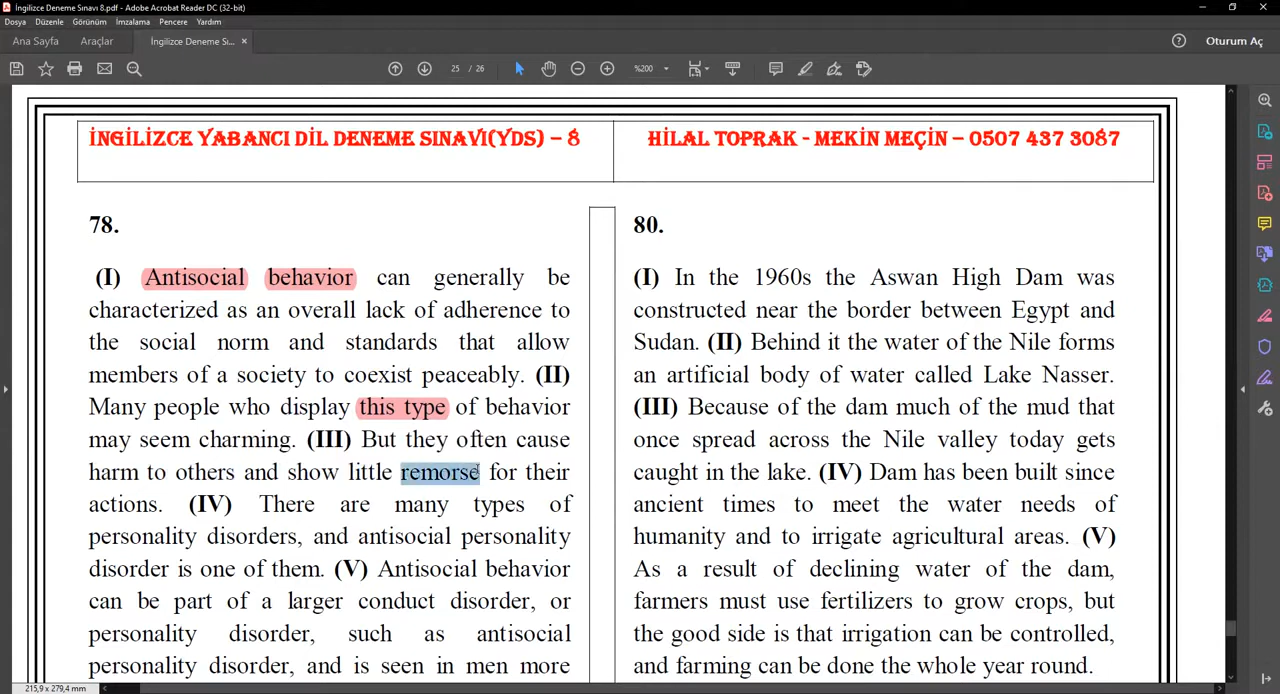 İngilizce Deneme Sınavı 8.pdf - Adobe Acrobat Reader DC (32-bit)
Dosya Düzenle Görünüm İmzalama Pencere Yardım
Ana Sayfa Araçlar İngilizce Deneme Sı... × Oturum Aç
25 / 26 %200
İNGİLİZCE YABANCI DİL DENEME SINAVI(YDS) – 8
HİLAL TOPRAK - MEKİN MEÇİN – 0507 437 3087
78.
(I) Antisocial behavior can generally be
characterized as an overall lack of adherence to
the social norm and standards that allow
members of a society to coexist peaceably. (II)
Many people who display this type of behavior
may seem charming. (III) But they often cause
harm to others and show little remorse for their
actions. (IV) There are many types of
personality disorders, and antisocial personality
disorder is one of them. (V) Antisocial behavior
can be part of a larger conduct disorder, or
personality disorder, such as antisocial
personality disorder, and is seen in men more
80.
(I) In the 1960s the Aswan High Dam was
constructed near the border between Egypt and
Sudan. (II) Behind it the water of the Nile forms
an artificial body of water called Lake Nasser.
(III) Because of the dam much of the mud that
once spread across the Nile valley today gets
caught in the lake. (IV) Dam has been built since
ancient times to meet the water needs of
humanity and to irrigate agricultural areas. (V)
As a result of declining water of the dam,
farmers must use fertilizers to grow crops, but
the good side is that irrigation can be controlled,
and farming can be done the whole year round.
215,9 x 279,4 mm